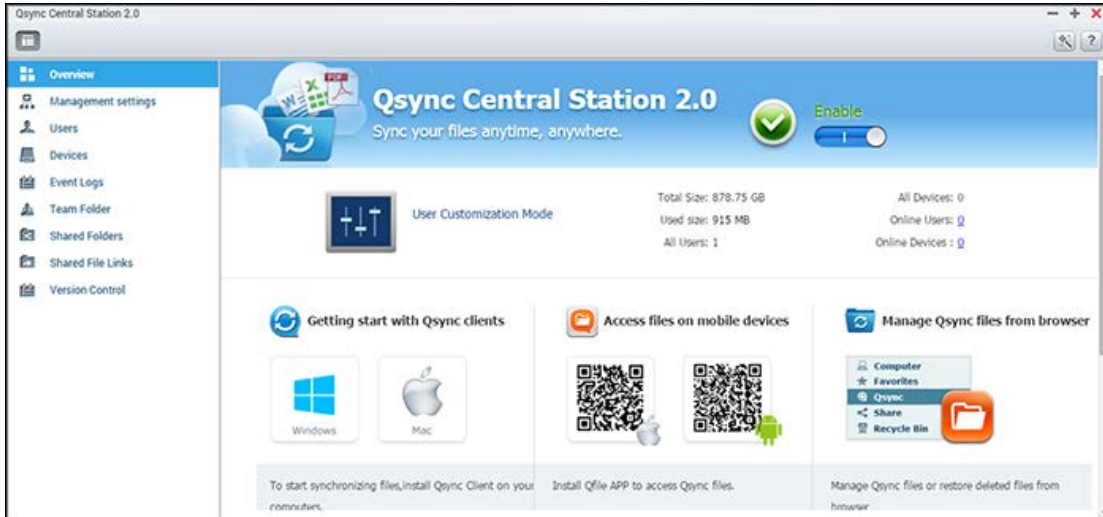 Qsync Central Station 2.0
Overview
Management settings
Users
Devices
Event Logs
Team Folder
Shared Folders
Shared File Links
Version Control
Qsync Central Station 2.0
Sync your files anytime, anywhere.
Enable
User Customization Mode
Total Size: 878.75 GB
Used size: 915 MB
All Users: 1
All Devices: 0
Online Users: 0
Online Devices : 0
Getting start with Qsync clients
Windows
Mac
To start synchronizing files,install Qsync Client on your
computers.
Access files on mobile devices
Install Qfile APP to access Qsync files.
Manage Qsync files from browser
Computer
Favorites
Qsync
Share
Recycle Bin
Manage Qsync files or restore deleted files from
browser